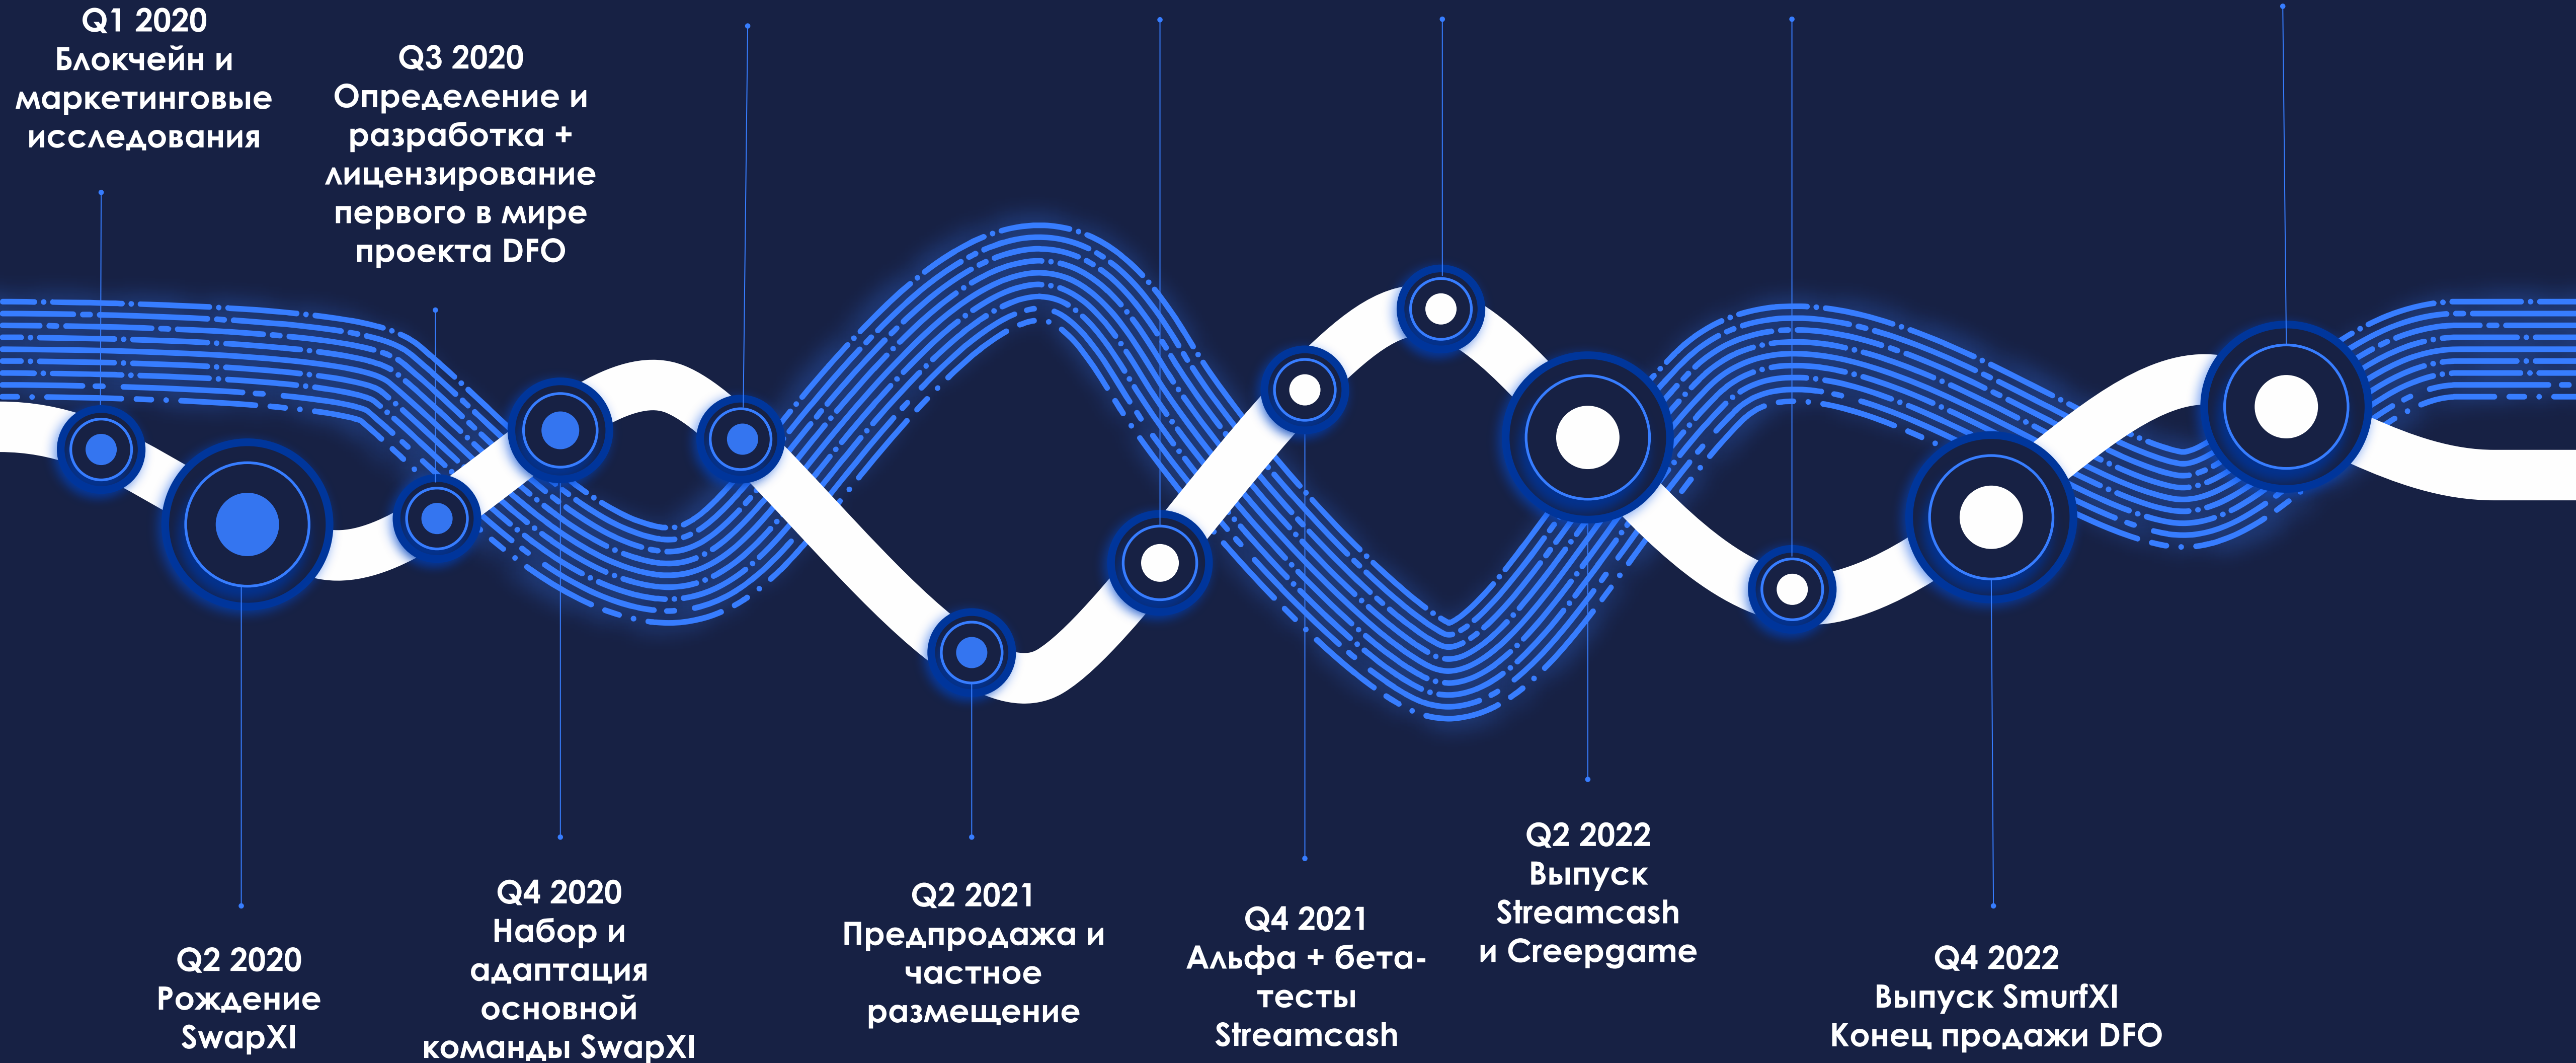 Q1 2020
Блокчейн и
маркетинговые
исследования
Q3 2020
Определение и
разработка +
лицензирование
первого в мире
проекта DFO
Q2 2020
Рождение
SwapXI
Q4 2020
Набор и
адаптация
основной
команды SwapXI
Q2 2021
Предпродажа и
частное
размещение
Q4 2021
Альфа + бета-
тесты
Streamcash
Q2 2022
Выпуск
Streamcash
и Creepgame
Q4 2022
Выпуск SmurfXI
Конец продажи DFO